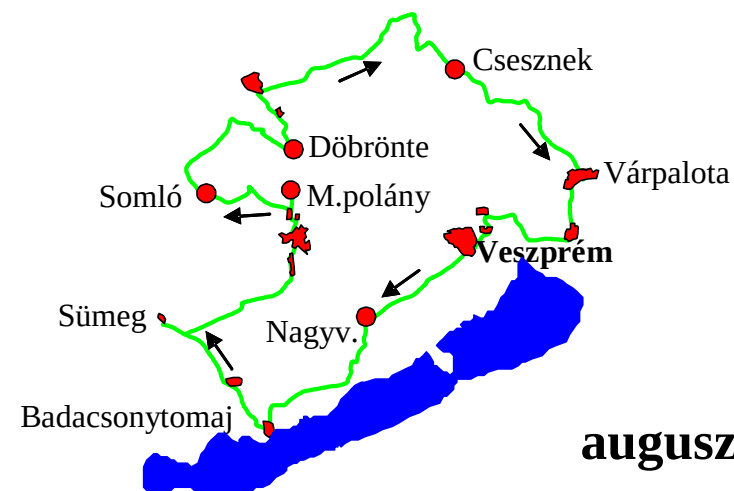 Csesznek
Döbrönte
Várpalota
Somló
M.polány
Veszprém
Sümeg
Nagyv.
Badacsonytomaj
augusz